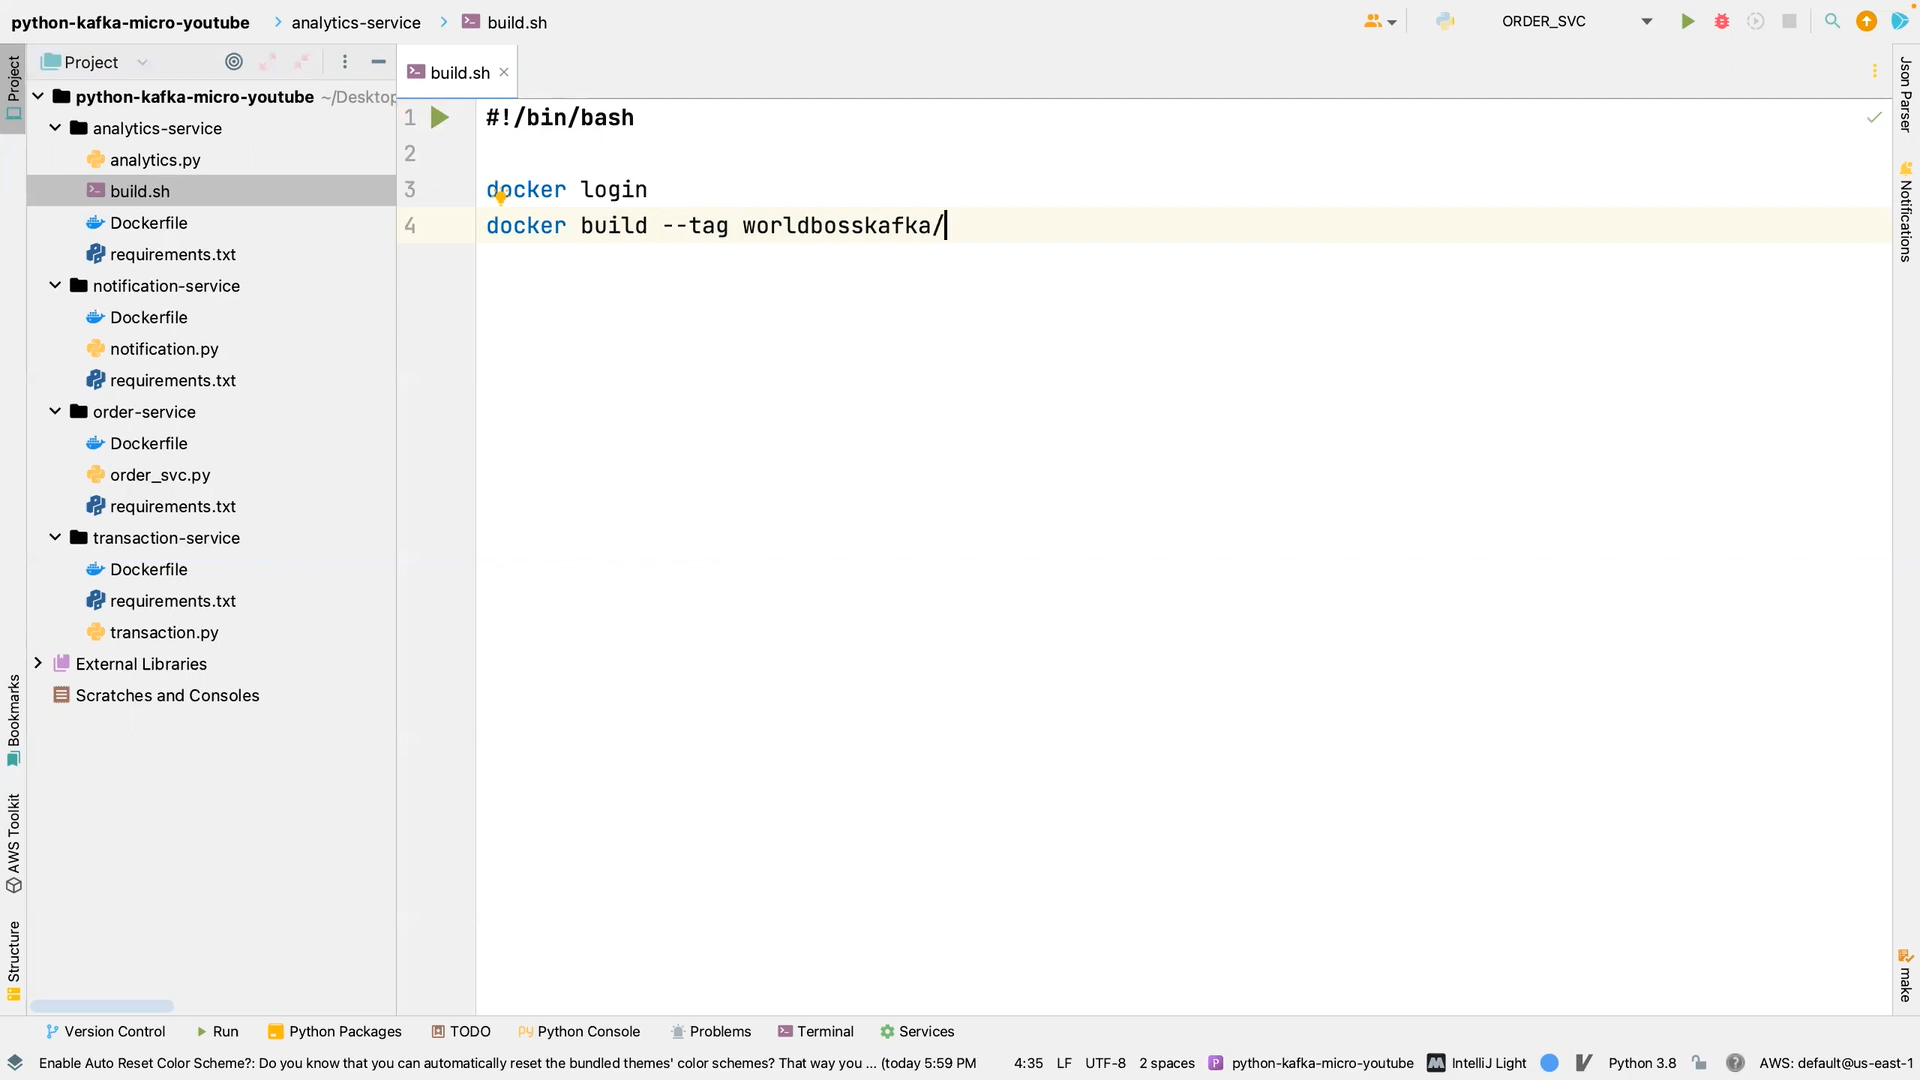 python-kafka-micro-youtube analytics-service build.sh ORDER_SVC
Project
Project
build.sh
python-kafka-micro-youtube ~/Desktop
analytics-service
analytics.py
build.sh
Dockerfile
requirements.txt
notification-service
Dockerfile
notification.py
requirements.txt
order-service
Dockerfile
order_svc.py
requirements.txt
transaction-service
Dockerfile
requirements.txt
transaction.py
External Libraries
Scratches and Consoles
1 #!/bin/bash
2
3 docker login
4 docker build --tag worldbosskafka/
Bookmarks
AWS Toolkit
Structure
Json Parser
Notifications
make
Version Control Run Python Packages TODO Python Console Problems Terminal Services
Enable Auto Reset Color Scheme?: Do you know that you can automatically reset the bundled themes' color schemes? That way you ... (today 5:59 PM 4:35 LF UTF-8 2 spaces P python-kafka-micro-youtube IntelliJ Light Python 3.8 AWS: default@us-east-1